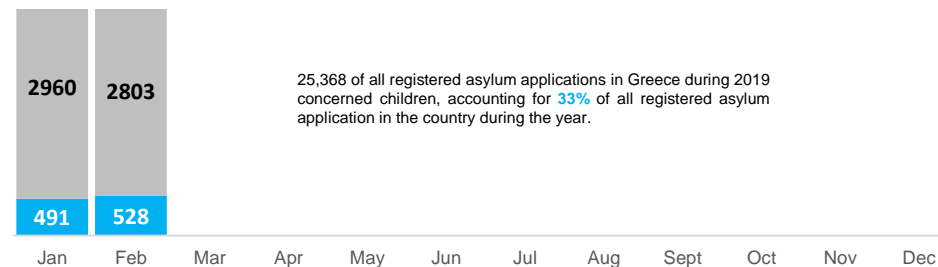 2960 2803
25,368 of all registered asylum applications in Greece during 2019
concerned children, accounting for 33% of all registered asylum
application in the country during the year.
491 528
Jan Feb Mar Apr May Jun Jul Aug Sept Oct Nov Dec